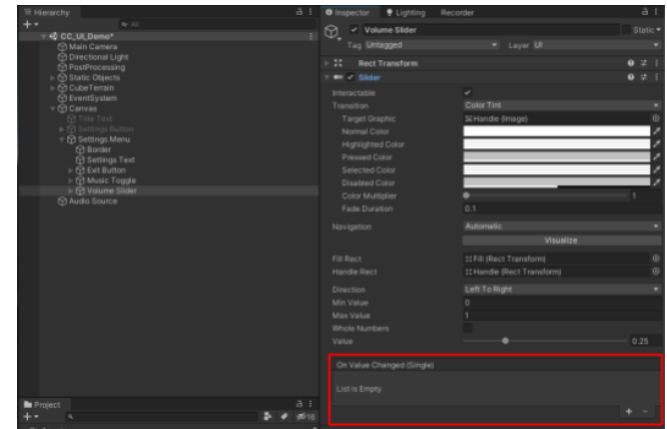 Hierarchy
All
CC_UI_Demo*
Main Camera
Directional Light
PostProcessing
Static Objects
CubeTerrain
EventSystem
Canvas
Title Text
Settings Button
Settings Menu
Border
Settings Text
Exit Button
Music Toggle
Volume Slider
Audio Source
Project
16
Inspector Lighting Recorder
Volume Slider Static
Tag Untagged Layer UI
Rect Transform
Slider
Interactable
Transition Color Tint
Target Graphic Handle (Image)
Normal Color
Highlighted Color
Pressed Color
Selected Color
Disabled Color
Color Multiplier 1
Fade Duration 0.1
Navigation Automatic
Visualize
Fill Rect Fill (Rect Transform)
Handle Rect Handle (Rect Transform)
Direction Left To Right
Min Value 0
Max Value 1
Whole Numbers
Value 0.25
On Value Changed (Single)
List is Empty